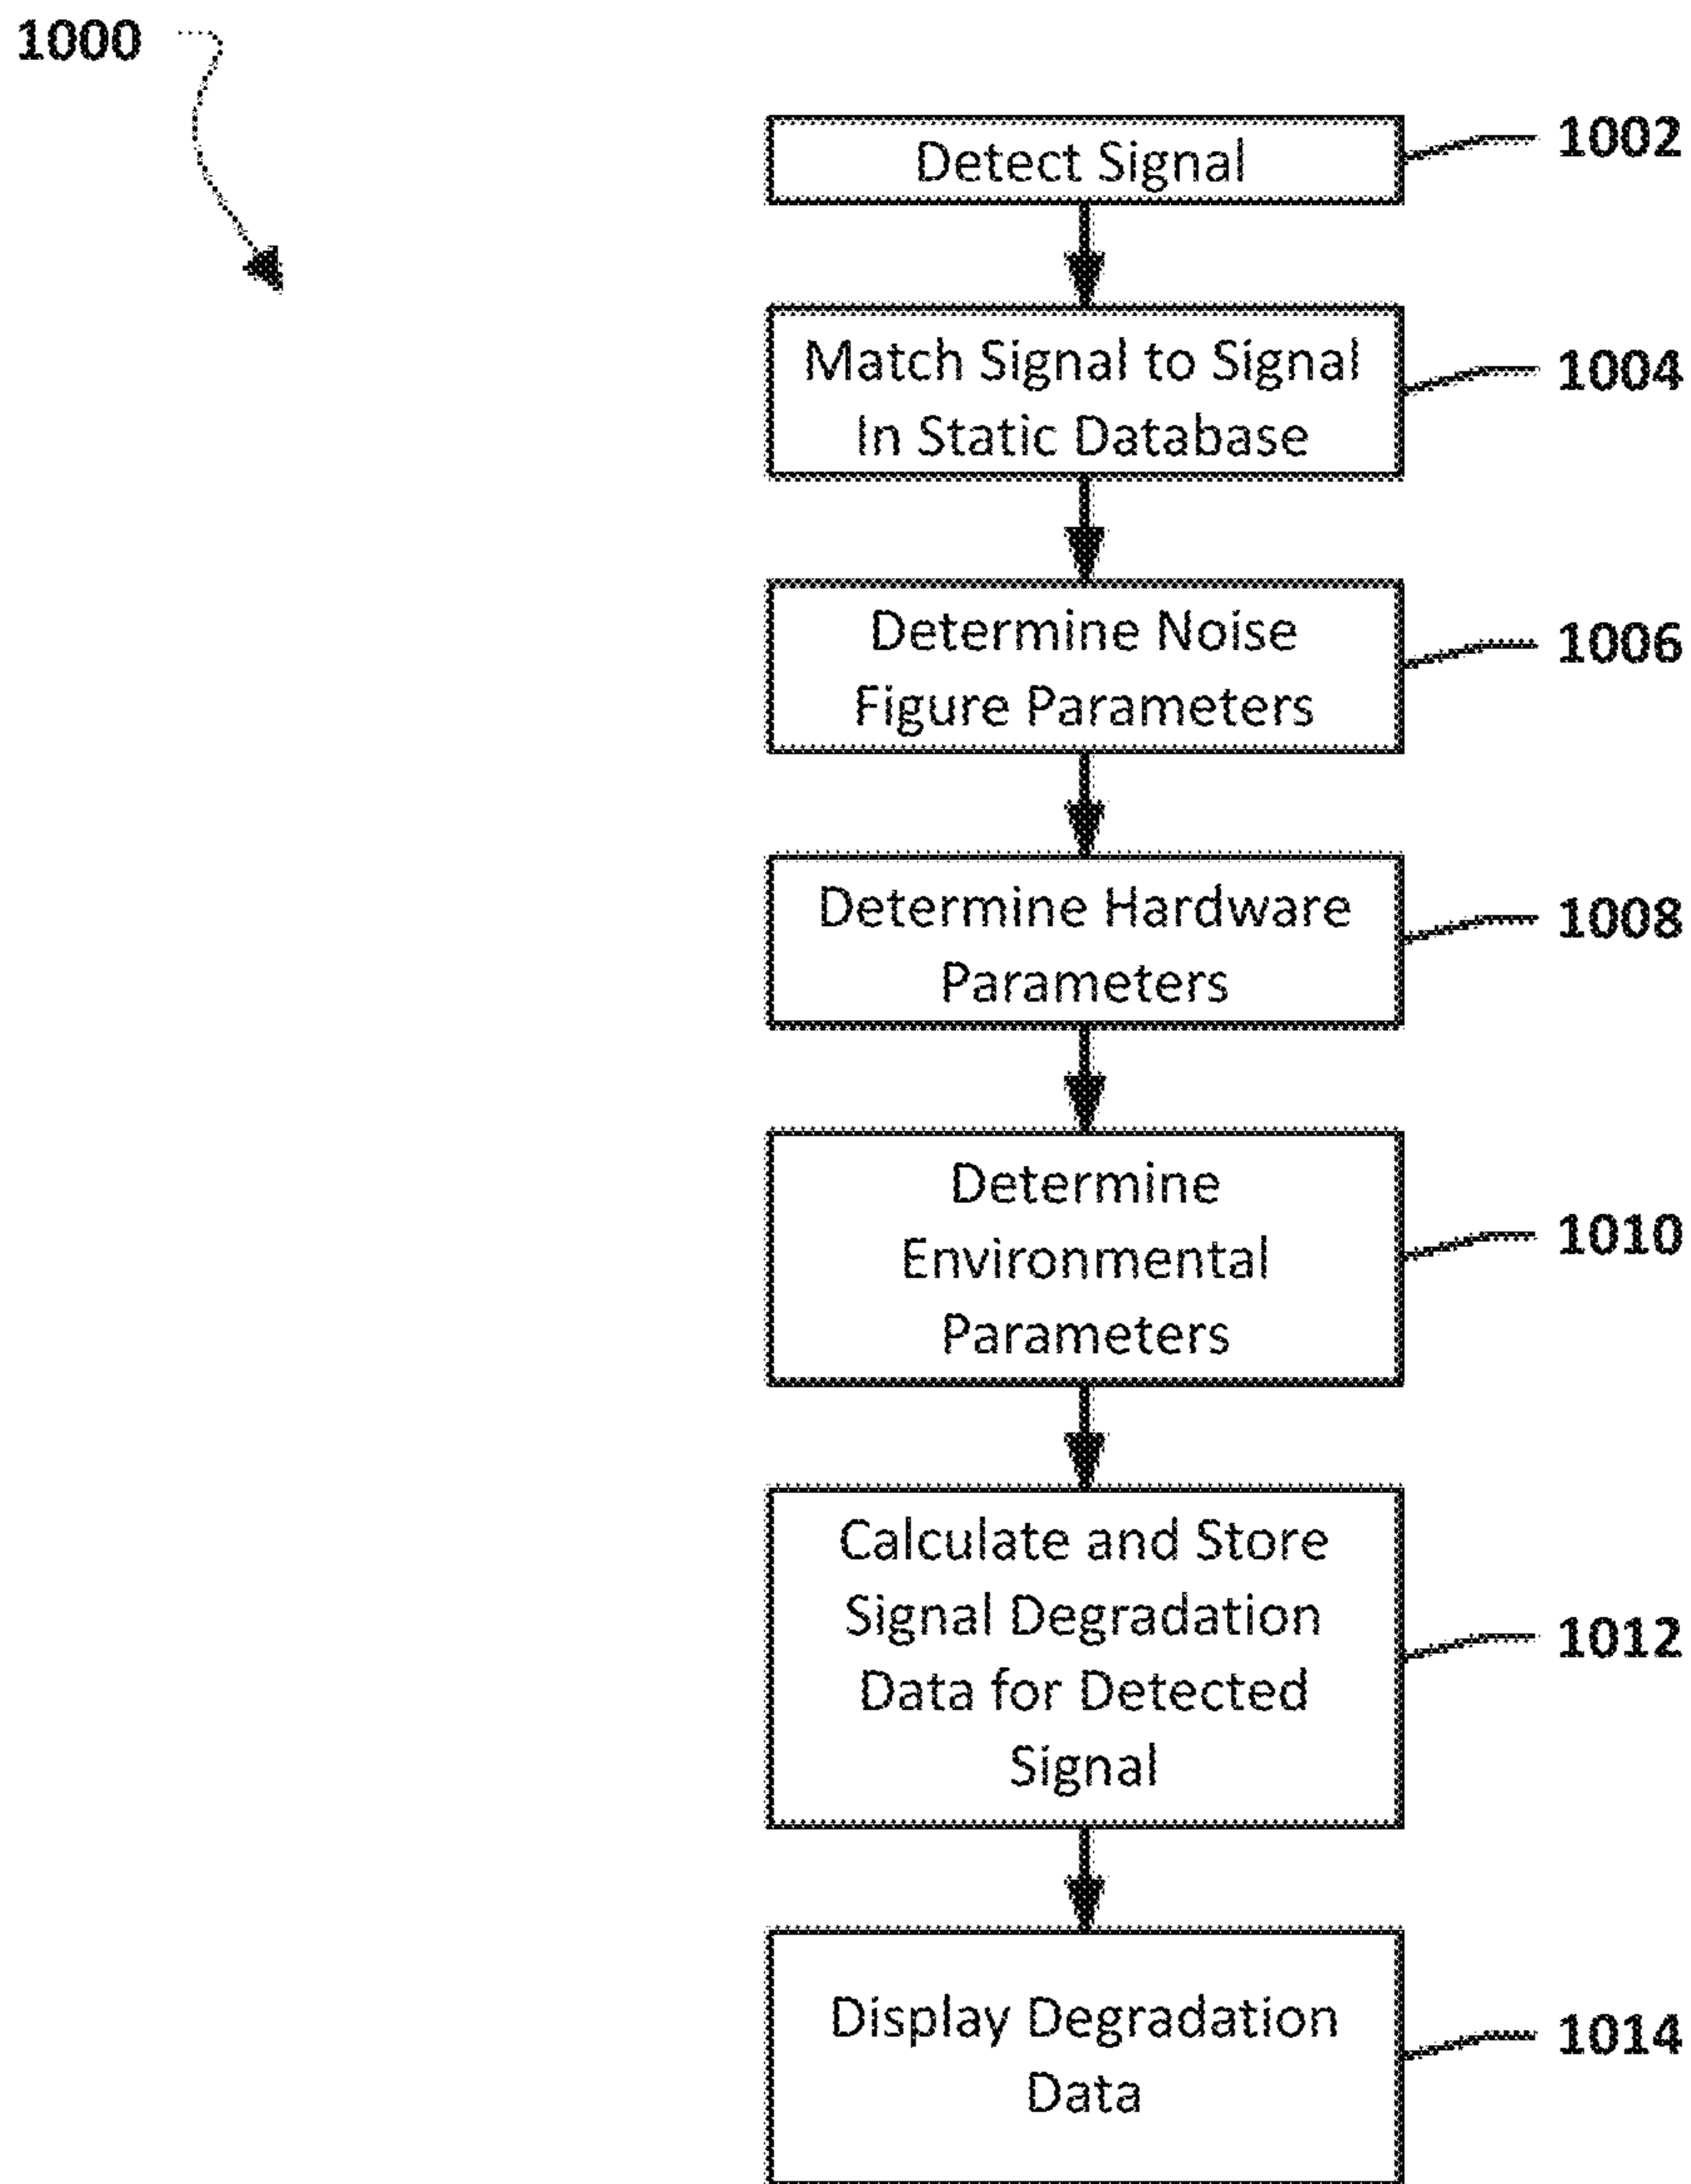 1000
Detect Signal
1002
Match Signal to Signal
In Static Database
1004
Determine Noise
Figure Parameters
1006
Determine Hardware
Parameters
1008
Determine
Environmental
Parameters
1010
Calculate and Store
Signal Degradation
Data for Detected
Signal
1012
Display Degradation
Data
1014